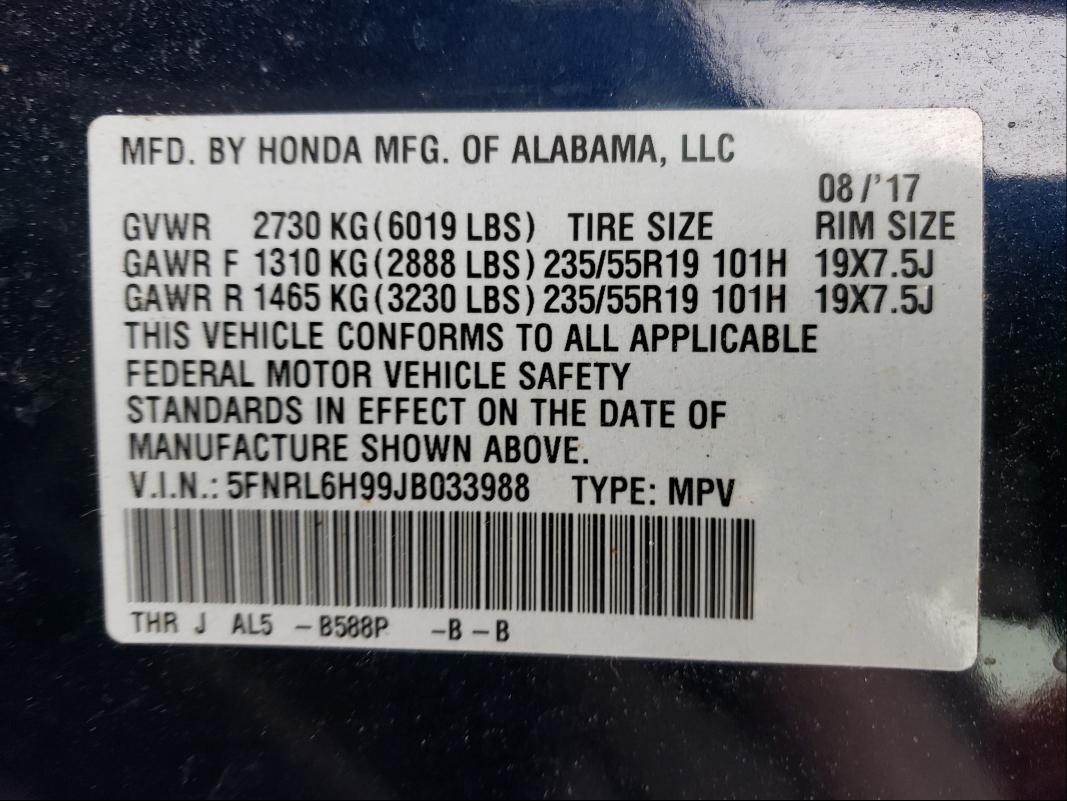 MFD. BY HONDA MFG. OF ALABAMA, LLC
08/'17
GVWR 2730 KG (6019 LBS) TIRE SIZE RIM SIZE
GAWR F 1310 KG (2888 LBS) 235/55R19 101H 19X7.5J
GAWR R 1465 KG (3230 LBS) 235/55R19 101H 19X7.5J
THIS VEHICLE CONFORMS TO ALL APPLICABLE
FEDERAL MOTOR VEHICLE SAFETY
STANDARDS IN EFFECT ON THE DATE OF
MANUFACTURE SHOWN ABOVE.
V.I.N.: 5FNRL6H99JB033988 TYPE: MPV
THR J AL5 -B588P -B-B